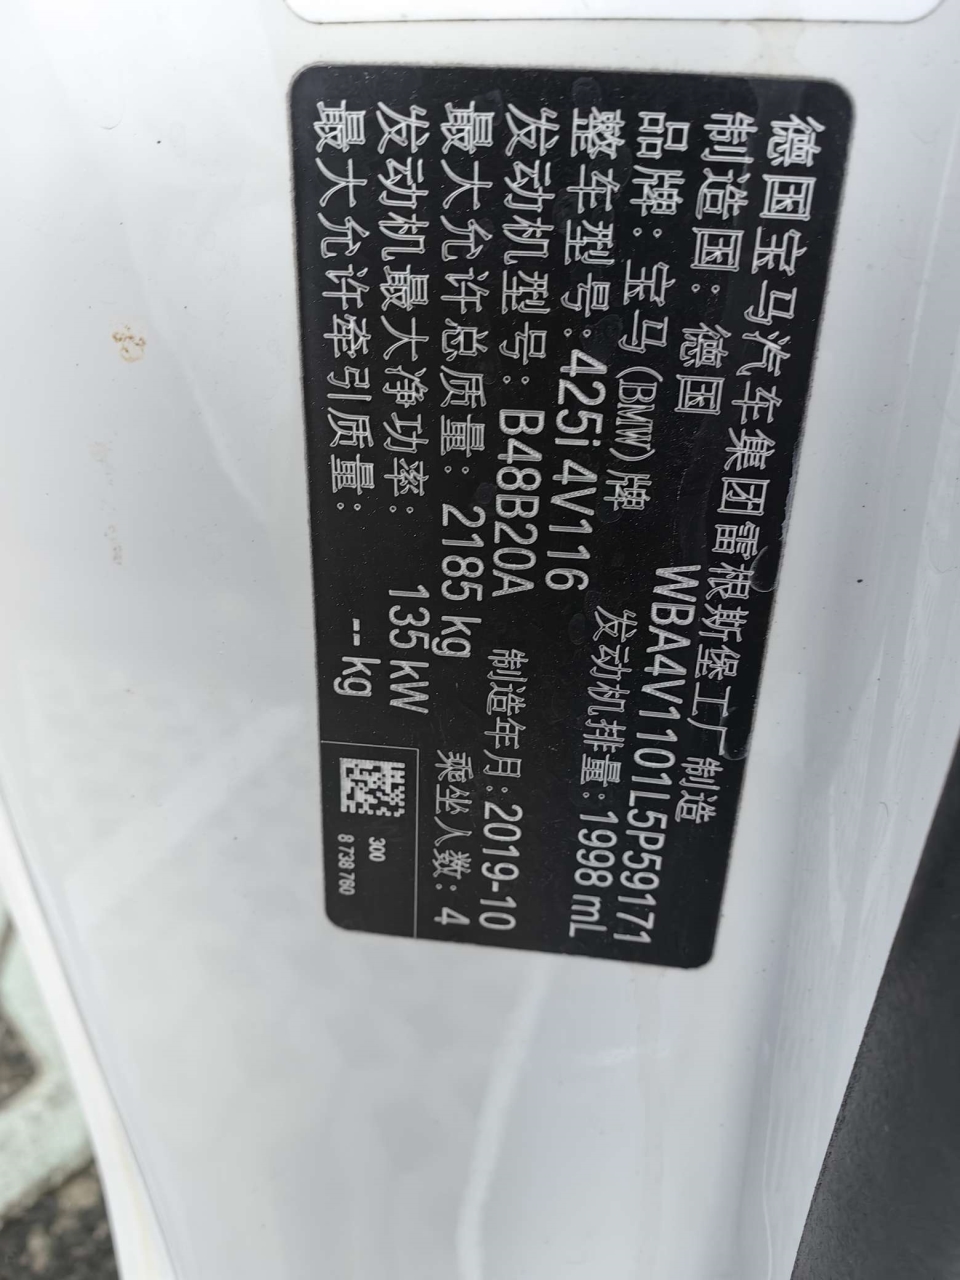 德国宝马汽车集团雷根斯堡工厂 制造
制造国：德国
品牌：宝马(BMW)牌 WBA4V1101L5P59171
整车型号：425i 4V116 发动机排量：1998 mL
发动机型号：B48B20A 制造年月：2019-10
最大允许总质量：2185 kg 乘坐人数：4
发动机最大净功率：135 kW
最大允许牵引质量： -- kg
300
8 738 760